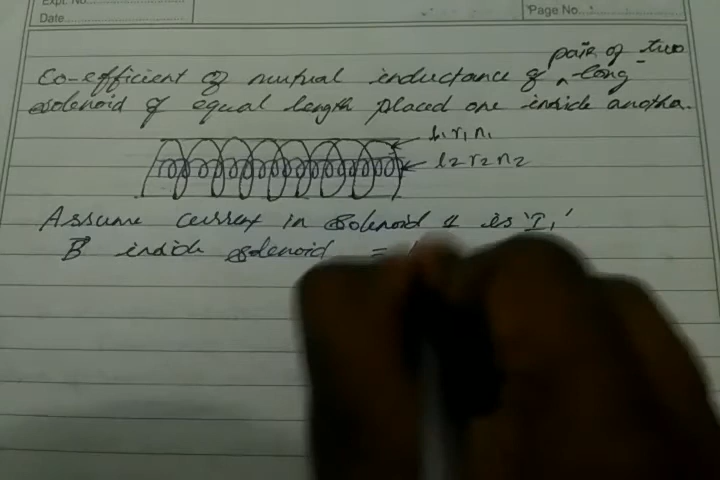 Expt. No.
Date
Page No.
pair of two
Co-efficient of mutual inductance of ^ long
solenoid of equal length placed one inside another.
l₁ r₁ n₁
l₂ r₂ n₂
Assume current in solenoid 1 is 'I₁'
B inside solenoid =